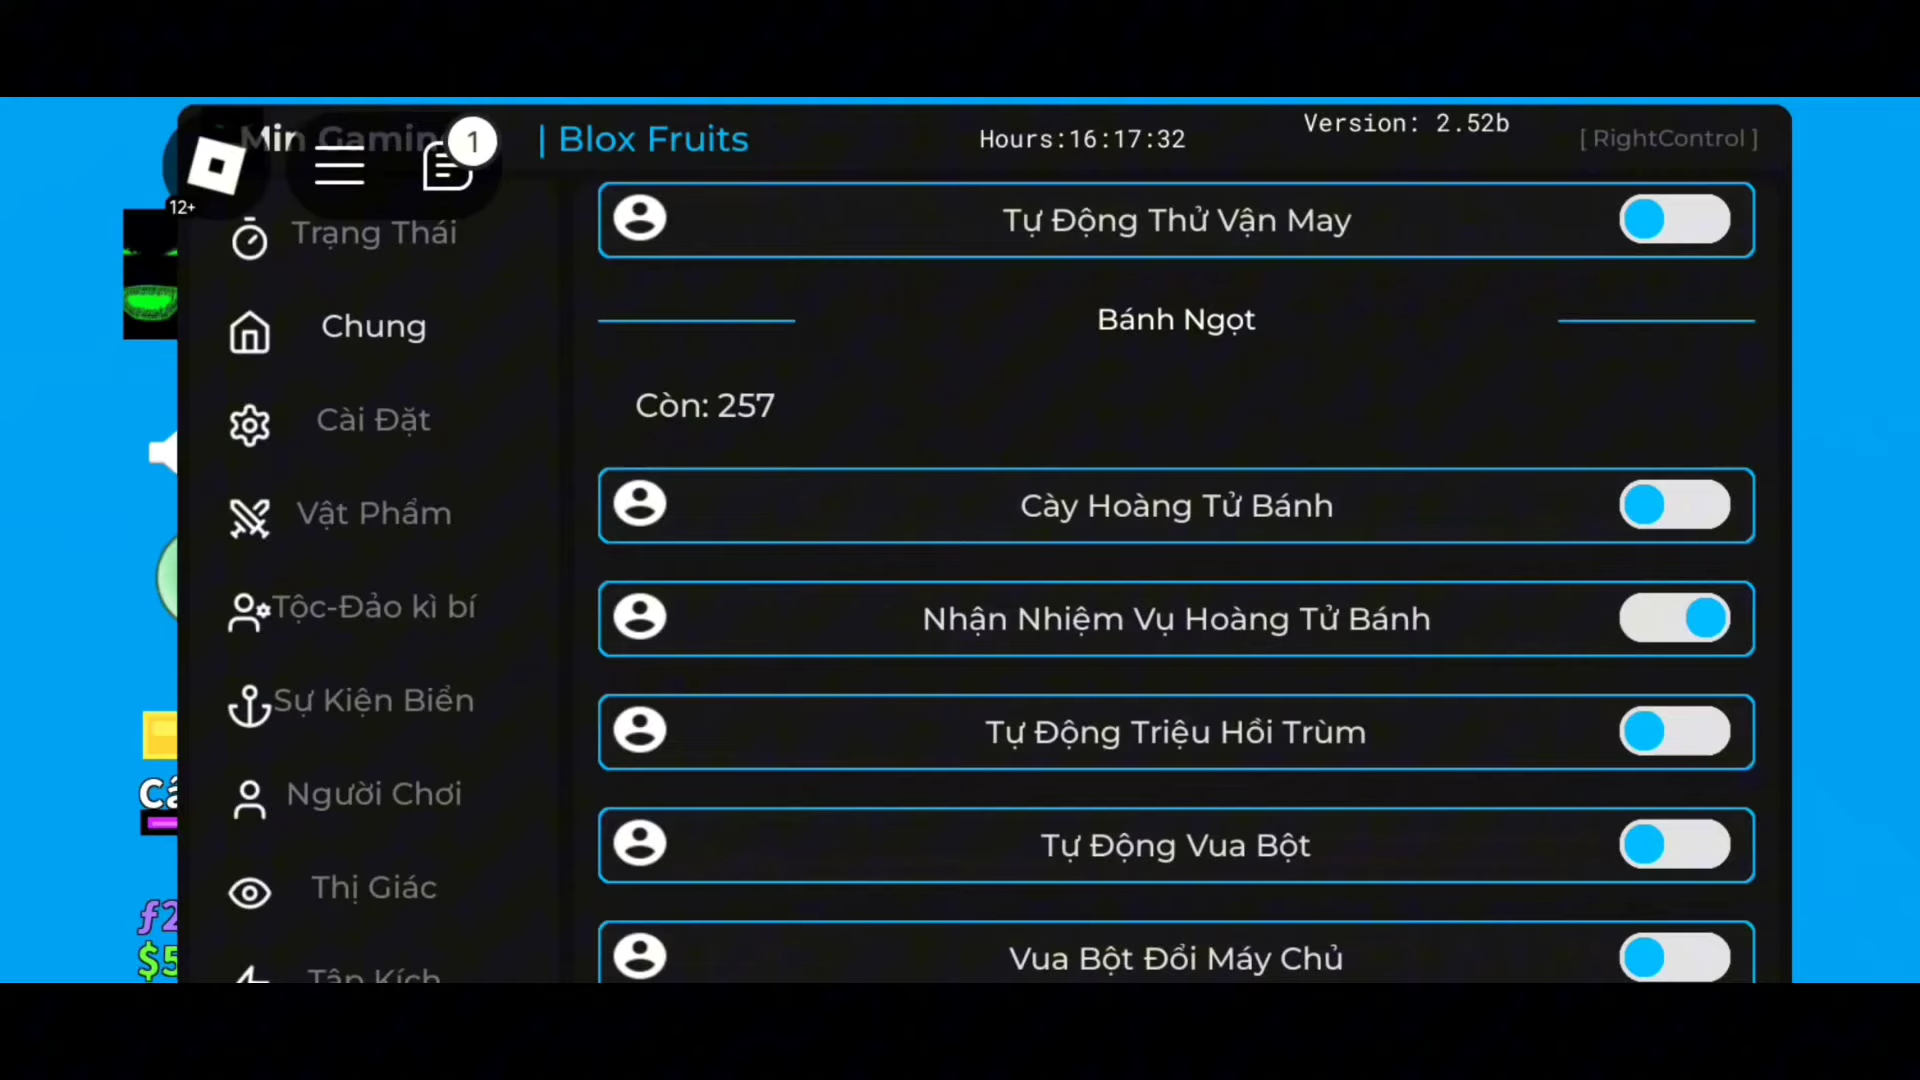 Min Gaming | Blox Fruits
Hours:16:17:32
Version: 2.52b
[ RightControl ]
1
12+
Trạng Thái
Chung
Cài Đặt
Vật Phẩm
Tộc-Đảo kì bí
Sự Kiện Biển
Người Chơi
Thị Giác
Tập Kích
Tự Động Thử Vận May
Bánh Ngọt
Còn: 257
Cày Hoàng Tử Bánh
Nhận Nhiệm Vụ Hoàng Tử Bánh
Tự Động Triệu Hồi Trùm
Tự Động Vua Bột
Vua Bột Đổi Máy Chủ